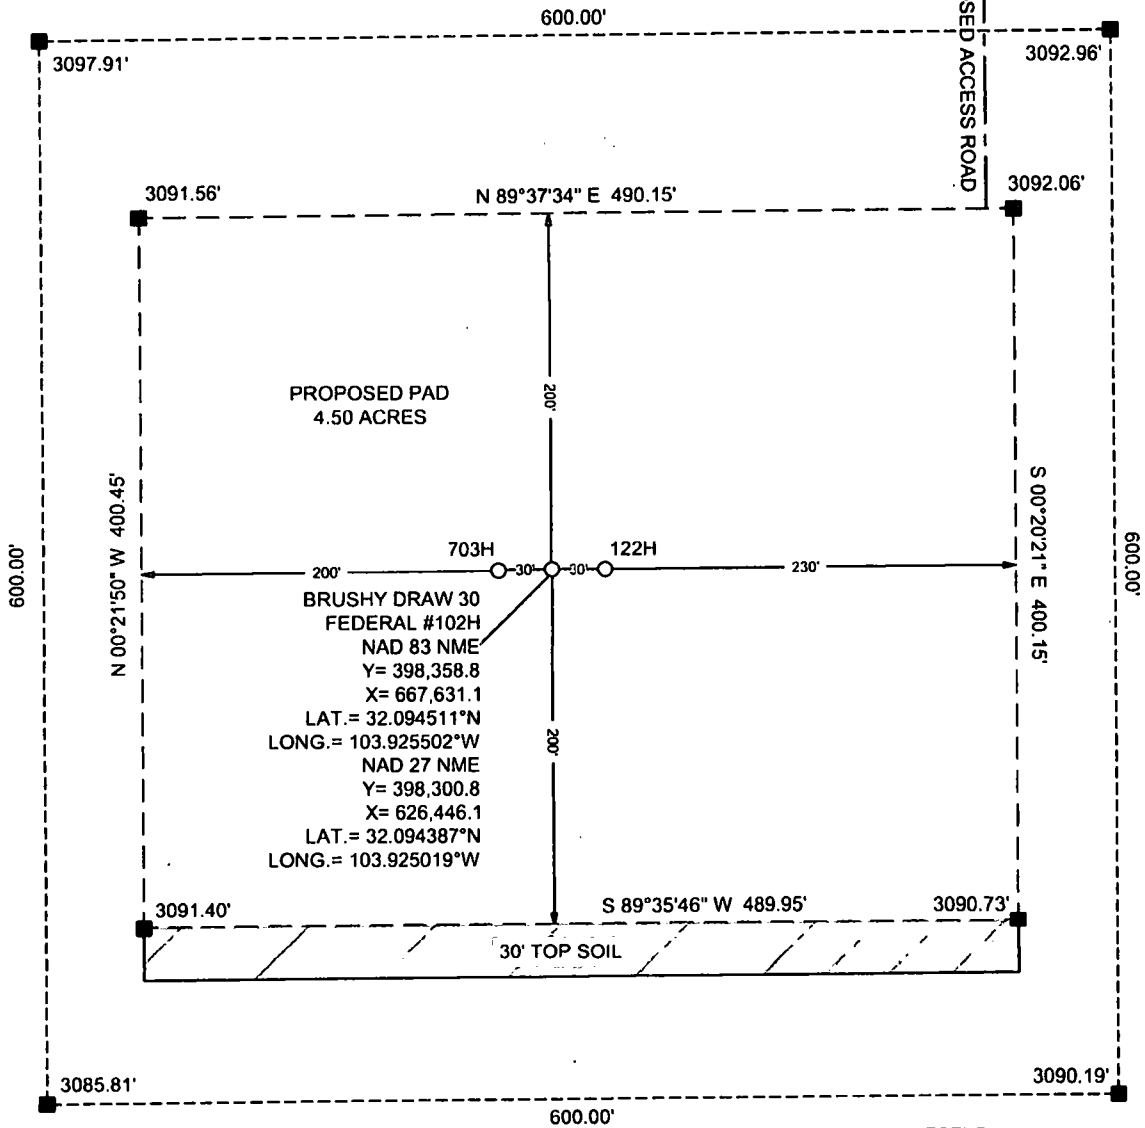 600.00'
3097.91'
3092.96'
SED ACCESS ROAD
3091.56'
N 89°37'34" E 490.15'
3092.06'
PROPOSED PAD
4.50 ACRES
200'
N 00°21'50" W 400.45'
S 00°20'21" E 400.15'
600.00'
600.00'
703H
122H
200'
30'
30'
230'
BRUSHY DRAW 30
FEDERAL #102H
NAD 83 NME
Y= 398,358.8
X= 667,631.1
LAT.= 32.094511°N
LONG.= 103.925502°W
NAD 27 NME
Y= 398,300.8
X= 626,446.1
LAT.= 32.094387°N
LONG.= 103.925019°W
200'
3091.40'
S 89°35'46" W 489.95'
3090.73'
30' TOP SOIL
3085.81'
3090.19'
600.00'